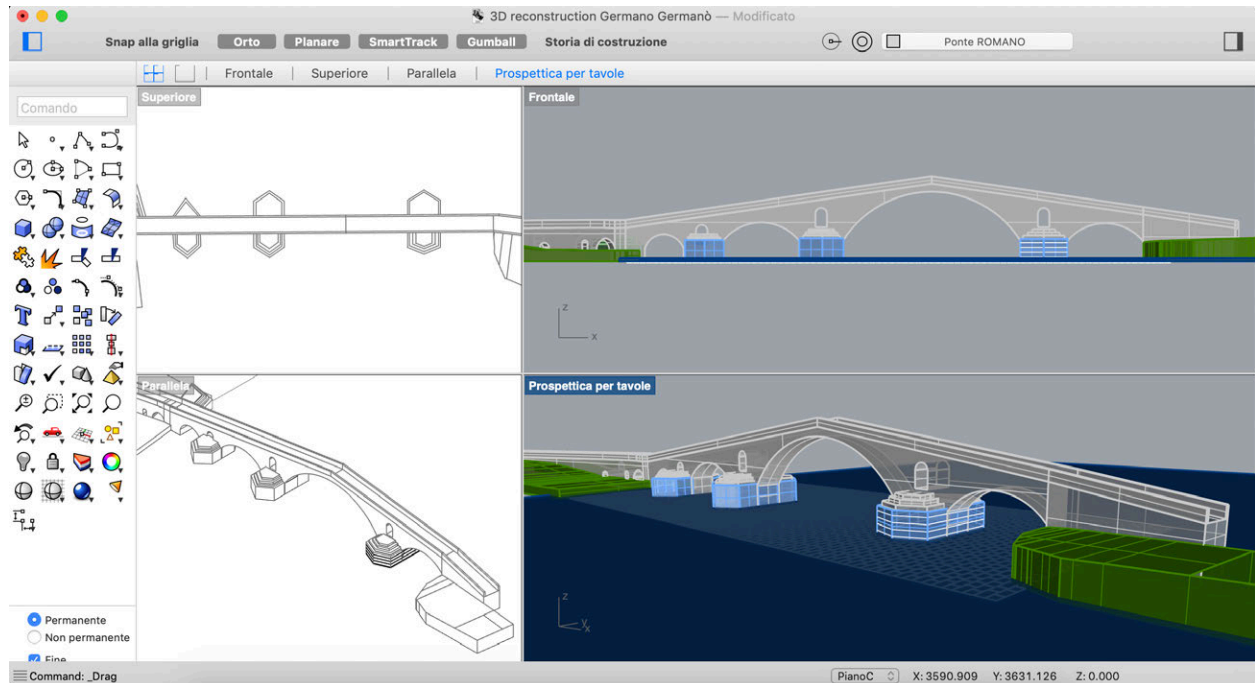 3D reconstruction Germano Germanò — Modificato
Snap alla griglia Orto Planare SmartTrack Gumball Storia di costruzione Ponte ROMANO
Frontale | Superiore | Parallela | Prospettica per tavole
Comando
Superiore
Frontale
z
x
Parallela
Prospettica per tavole
z
y
x
Permanente
Non permanente
Fine
Command: _Drag PianoC X: 3590.909 Y: 3631.126 Z: 0.000